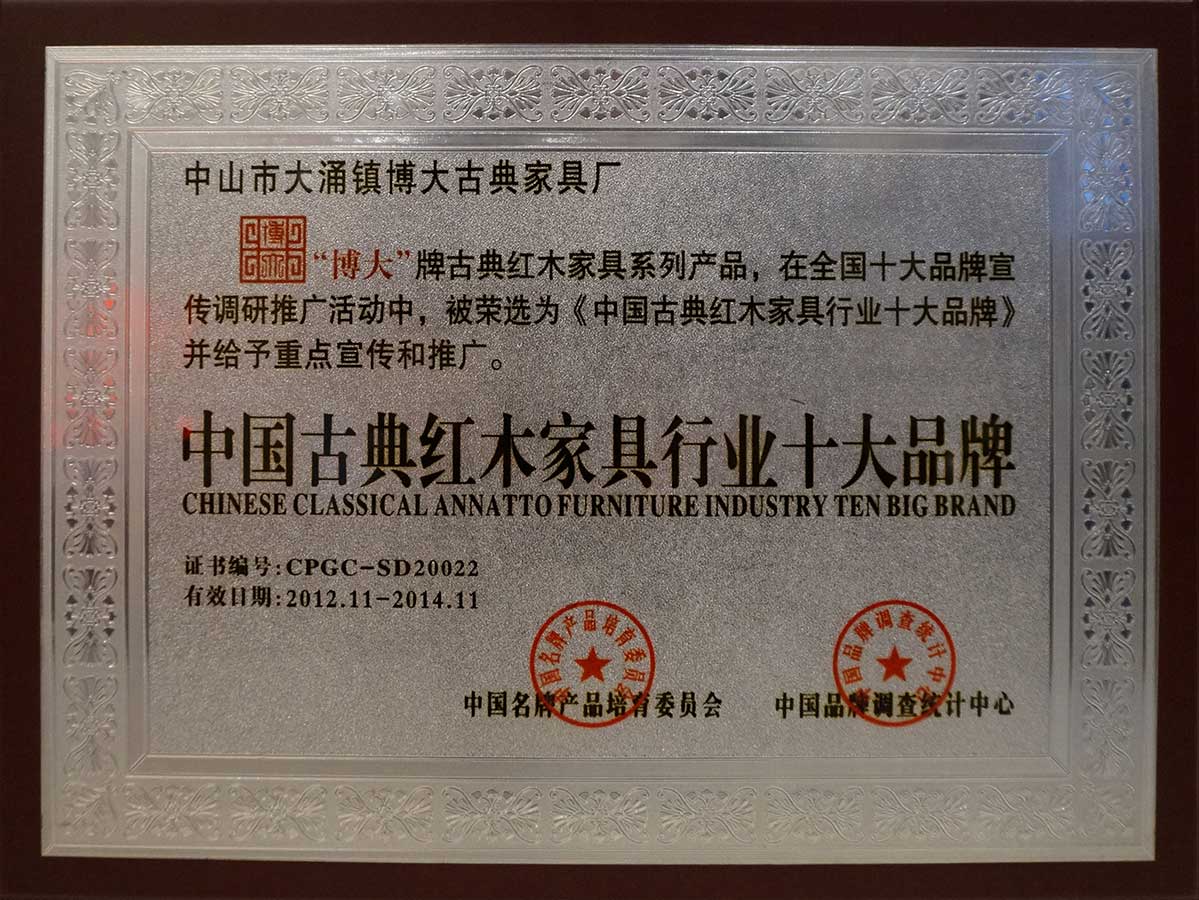 中山市大涌镇博大古典家具厂
博大
“博大”牌古典红木家具系列产品，在全国十大品牌宣
传调研推广活动中，被荣选为《中国古典红木家具行业十大品牌》
并给予重点宣传和推广。
中国古典红木家具行业十大品牌
CHINESE CLASSICAL ANNATTO FURNITURE INDUSTRY TEN BIG BRAND
证书编号:CPGC-SD20022
有效日期:2012.11-2014.11
中国名牌产品培育委员会
中国品牌调查统计中心
中国名牌产品培育委员会
中国品牌调查统计中心